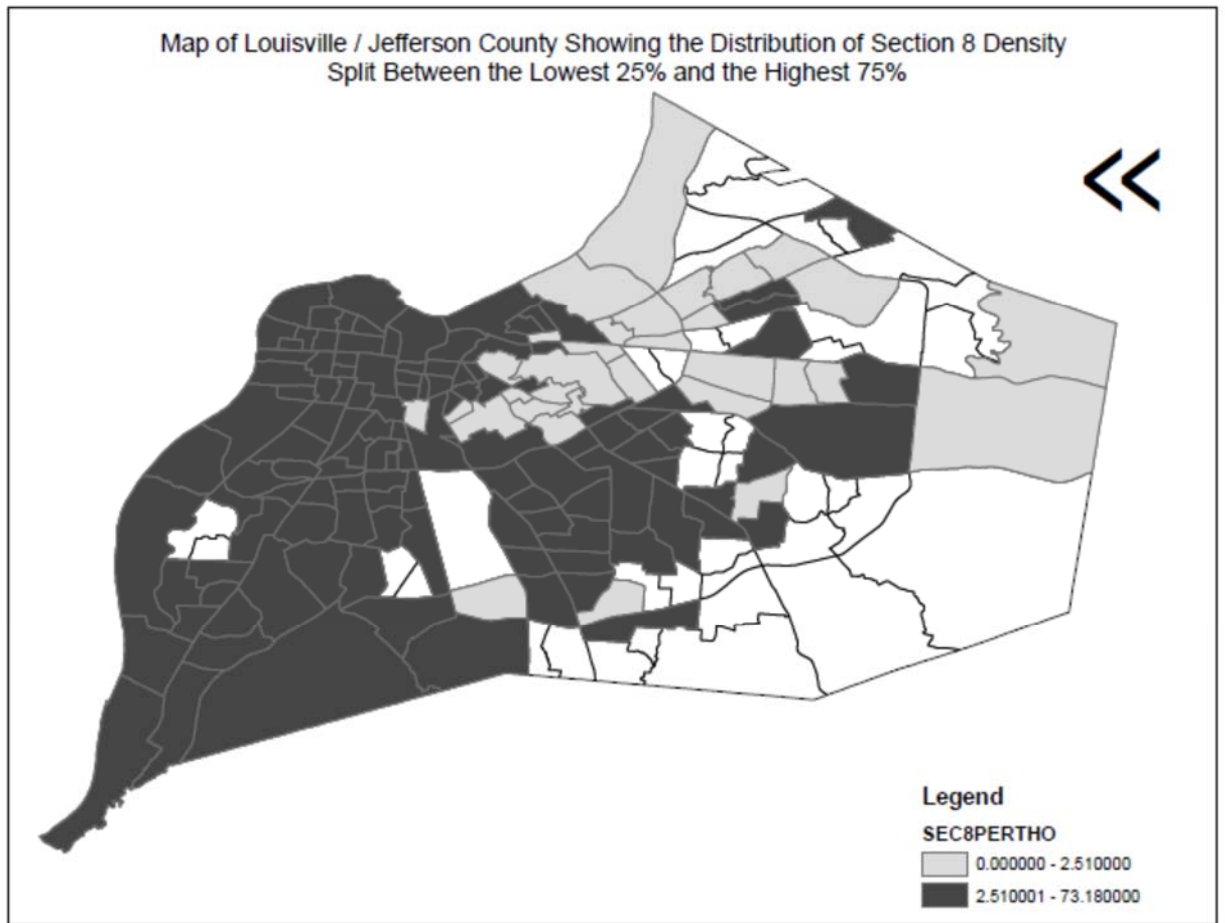 Map of Louisville / Jefferson County Showing the Distribution of Section 8 Density
Split Between the Lowest 25% and the Highest 75%
<<
Legend
SEC8PERTHO
0.000000 - 2.510000
2.510001 - 73.180000